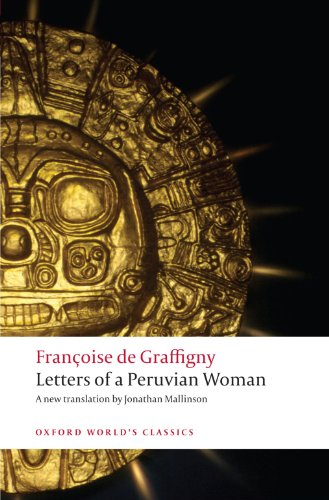 Françoise de Graffigny
Letters of a Peruvian Woman
A new translation by Jonathan Mallinson
OXFORD WORLD'S CLASSICS